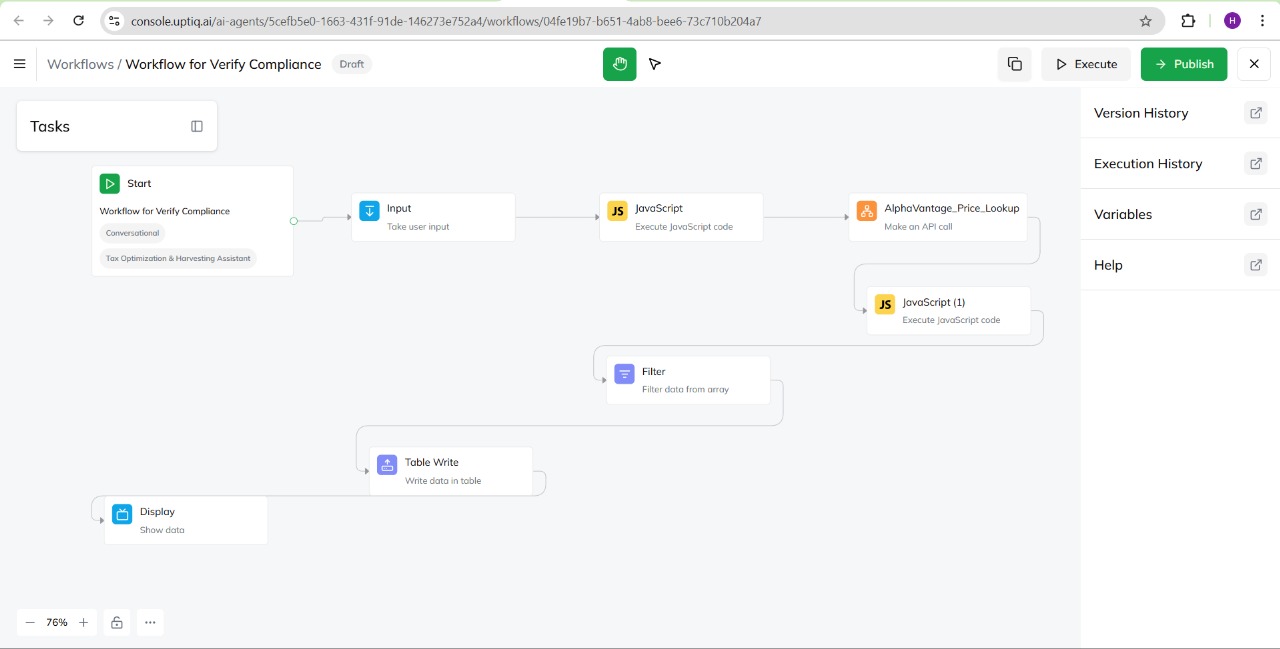 console.uptiq.ai/ai-agents/5cefb5e0-1663-431f-91de-146273e752a4/workflows/04fe19b7-b651-4ab8-bee6-73c710b204a7
H
Workflows / Workflow for Verify Compliance
Draft
Execute
Publish
Tasks
Version History
Execution History
Variables
Help
Start
Workflow for Verify Compliance
Conversational
Tax Optimization & Harvesting Assistant
Input
Take user input
JS
JavaScript
Execute JavaScript code
AlphaVantage_Price_Lookup
Make an API call
JS
JavaScript (1)
Execute JavaScript code
Filter
Filter data from array
Table Write
Write data in table
Display
Show data
76%